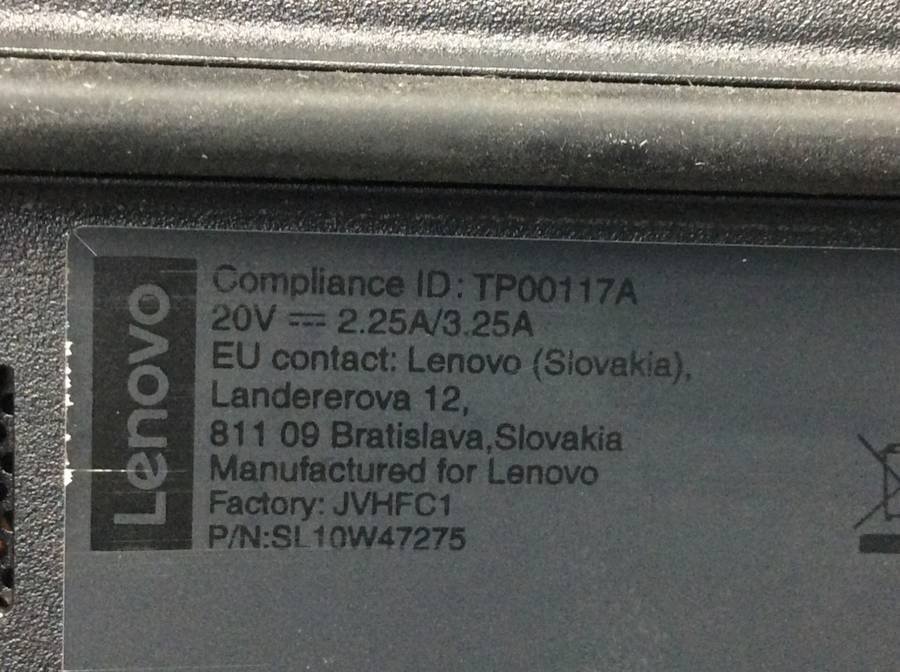 Lenovo
Compliance ID: TP00117A
20V ⎓ 2.25A/3.25A
EU contact: Lenovo (Slovakia),
Landererova 12,
811 09 Bratislava,Slovakia
Manufactured for Lenovo
Factory: JVHFC1
P/N:SL10W47275